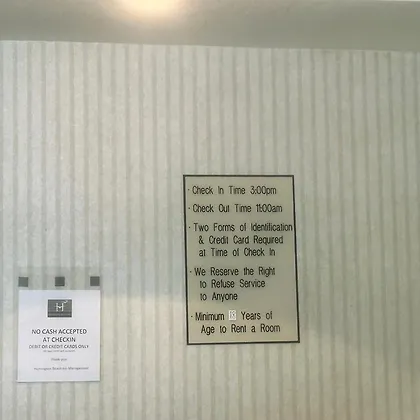 · Check In Time 3:00pm
· Check Out Time 11:00am
· Two Forms of Identification
& Credit Card Required
at Time of Check In
· We Reserve the Right
to Refuse Service
to Anyone
· Minimum 18 Years of
Age to Rent a Room
H
NO CASH ACCEPTED
AT CHECKIN
DEBIT OR CREDIT CARDS ONLY